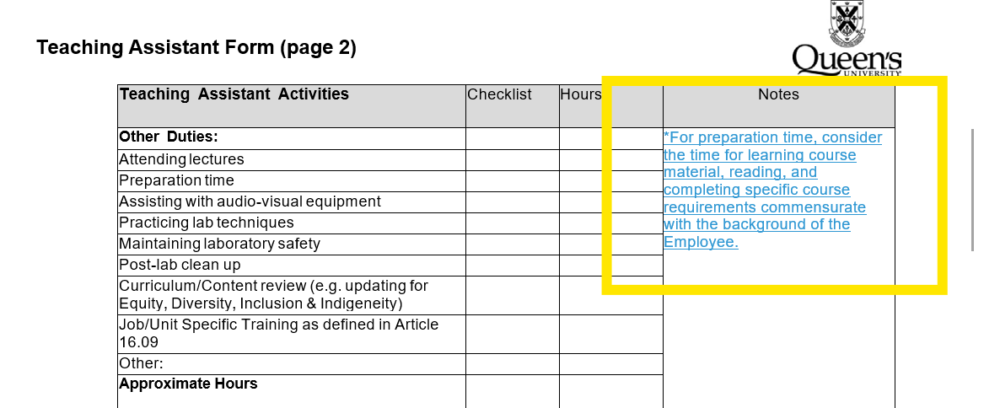 Teaching Assistant Form (page 2)
Queen's
UNIVERSITY
Teaching Assistant Activities Checklist Hours Notes
Other Duties:
Attending lectures
Preparation time
Assisting with audio-visual equipment
Practicing lab techniques
Maintaining laboratory safety
Post-lab clean up
Curriculum/Content review (e.g. updating for
Equity, Diversity, Inclusion & Indigeneity)
Job/Unit Specific Training as defined in Article
16.09
Other:
Approximate Hours
*For preparation time, consider
the time for learning course
material, reading, and
completing specific course
requirements commensurate
with the background of the
Employee.